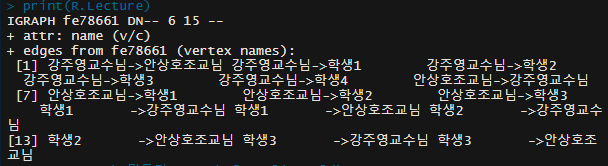 > print(R.Lecture)
IGRAPH fe78661 DN-- 6 15 --
+ attr: name (v/c)
+ edges from fe78661 (vertex names):
 [1] 강주영교수님->안상호조교님 강주영교수님->학생1       강주영교수님->학생2
  강주영교수님->학생3       강주영교수님->학생4       안상호조교님->강주영교수님
 [7] 안상호조교님->학생1       안상호조교님->학생2       안상호조교님->학생3
    학생1       ->강주영교수님 학생1       ->안상호조교님 학생2       ->강주영교수
님
[13] 학생2       ->안상호조교님 학생3       ->강주영교수님 학생3       ->안상호조
교님